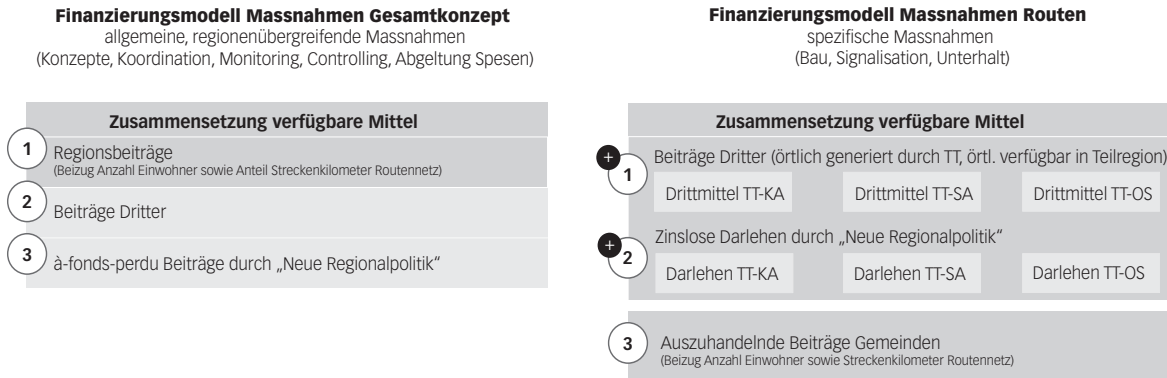 Finanzierungsmodell Massnahmen Gesamtkonzept
allgemeine, regionenübergreifende Massnahmen
(Konzepte, Koordination, Monitoring, Controlling, Abgeltung Spesen)
Zusammensetzung verfügbare Mittel
1
Regionsbeiträge
(Beizug Anzahl Einwohner sowie Anteil Streckenkilometer Routennetz)
2
Beiträge Dritter
3
à-fonds-perdu Beiträge durch „Neue Regionalpolitik“
Finanzierungsmodell Massnahmen Routen
spezifische Massnahmen
(Bau, Signalisation, Unterhalt)
Zusammensetzung verfügbare Mittel
+
1
Beiträge Dritter (örtlich generiert durch TT, örtl. verfügbar in Teilregion)
Drittmittel TT-KA
Drittmittel TT-SA
Drittmittel TT-OS
+
2
Zinslose Darlehen durch „Neue Regionalpolitik“
Darlehen TT-KA
Darlehen TT-SA
Darlehen TT-OS
3
Auszuhandelnde Beiträge Gemeinden
(Beizug Anzahl Einwohner sowie Streckenkilometer Routennetz)